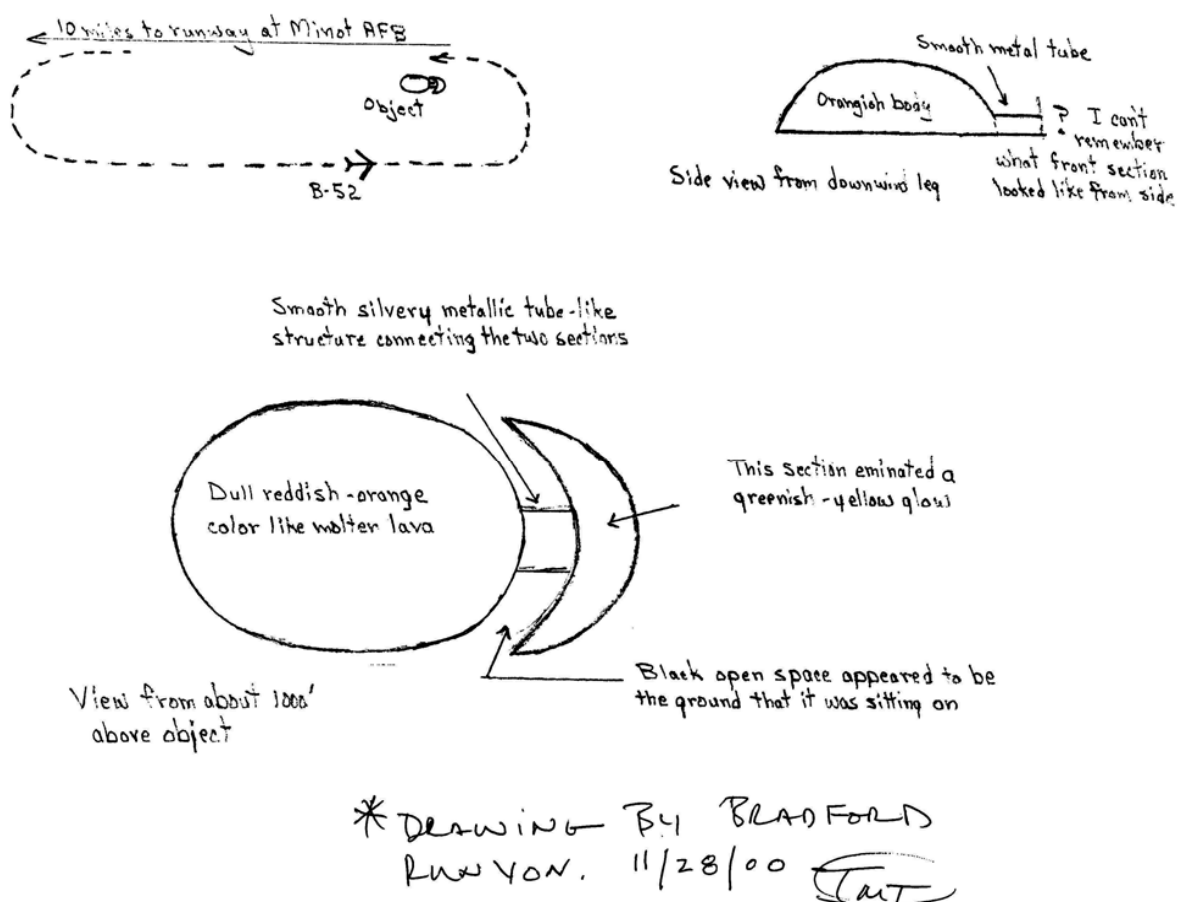 10 miles to runway at Minot AFB
Object
B-52
Smooth metal tube
Orangish body
? I can't
remember
what front section
looked like from side
Side view from downwind leg
Smooth silvery metallic tube-like
structure connecting the two sections
Dull reddish-orange
color like molter lava
This section eminated a
greenish-yellow glow
Black open space appeared to be
the ground that it was sitting on
View from about 1000'
above object
* DRAWING BY BRADFORD
RUNYON. 11/28/00